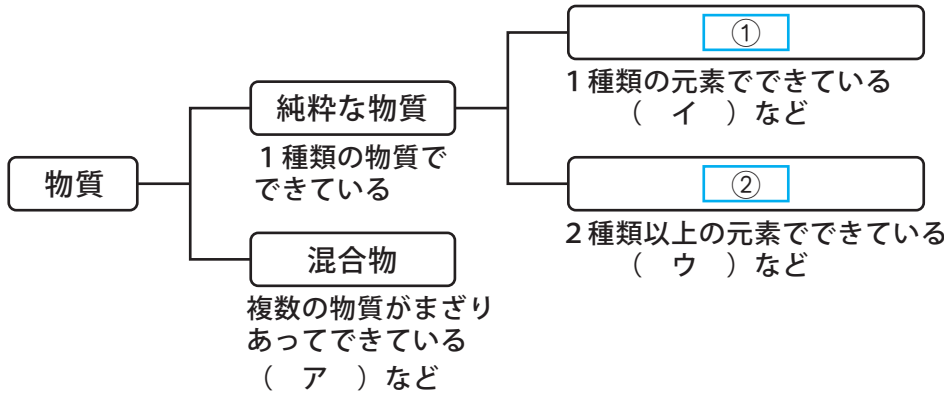 物質
純粋な物質
1種類の物質で
できている
①
1種類の元素でできている
( イ )など
②
2種類以上の元素でできている
( ウ )など
混合物
複数の物質がまざり
あってできている
( ア )など